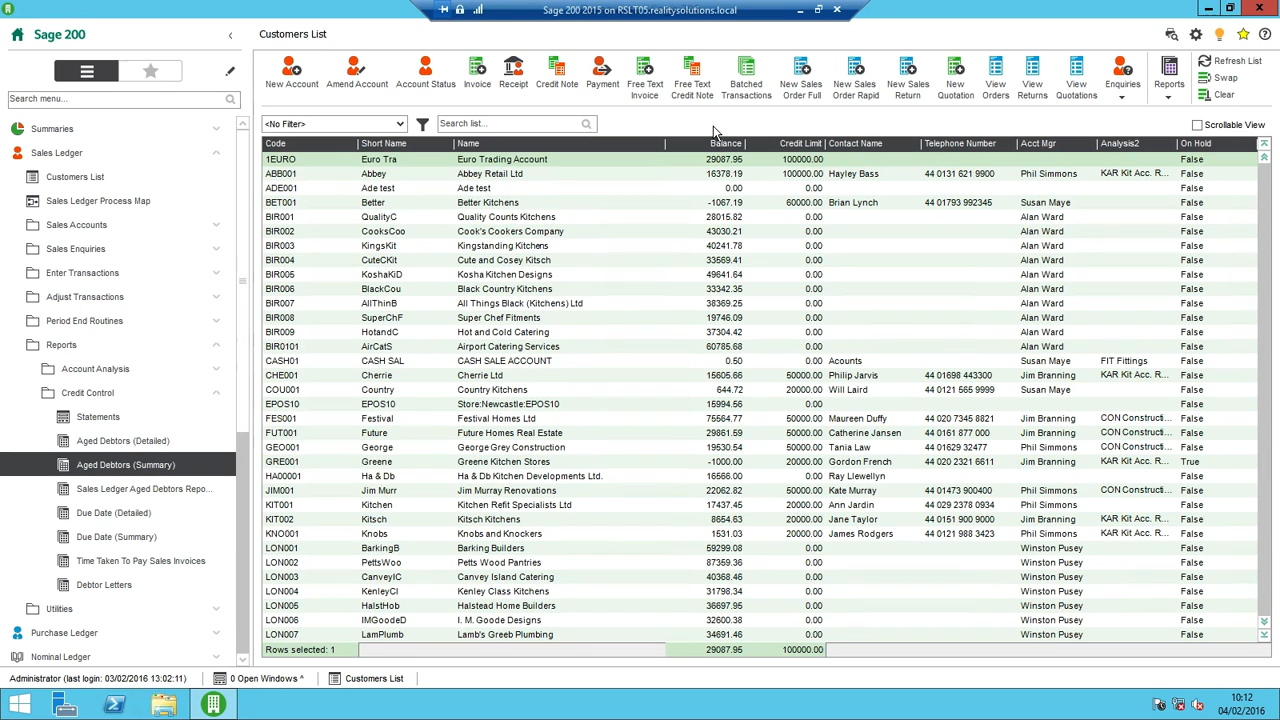 Sage 200 2015 on RSLT05.realitysolutions.local
Sage 200
Customers List
Search menu...
New Account Amend Account Account Status Invoice Receipt Credit Note Payment Free Text Invoice Free Text Credit Note Batched Transactions New Sales Order Full New Sales Order Rapid New Sales Return New Quotation View Orders View Returns View Quotations Enquiries Reports
Refresh List
Swap
Clear
<No Filter> Search list... Scrollable View
Summaries
Sales Ledger
Customers List
Sales Ledger Process Map
Sales Accounts
Sales Enquiries
Enter Transactions
Adjust Transactions
Period End Routines
Reports
Account Analysis
Credit Control
Statements
Aged Debtors (Detailed)
Aged Debtors (Summary)
Sales Ledger Aged Debtors Repo...
Due Date (Detailed)
Due Date (Summary)
Time Taken To Pay Sales Invoices
Debtor Letters
Utilities
Purchase Ledger
Nominal Ledger
Code Short Name Name Balance Credit Limit Contact Name Telephone Number Acct Mgr Analysis2 On Hold
1EURO Euro Tra Euro Trading Account 29087.95 100000.00 False
ABB001 Abbey Abbey Retail Ltd 16378.19 100000.00 Hayley Bass 44 0131 621 9900 Phil Simmons KAR Kit Acc. R... False
ADE001 Ade test Ade test 0.00 0.00 False
BET001 Better Better Kitchens -1067.19 60000.00 Brian Lynch 44 01793 992345 Susan Maye False
BIR001 QualityC Quality Counts Kitchens 28015.82 0.00 Alan Ward False
BIR002 CooksCoo Cook's Cookers Company 43030.21 0.00 Alan Ward False
BIR003 KingsKit Kingstanding Kitchens 40241.78 0.00 Alan Ward False
BIR004 CuteCKit Cute and Cosey Kitsch 33569.41 0.00 Alan Ward False
BIR005 KoshaKiD Kosha Kitchen Designs 49641.64 0.00 Alan Ward False
BIR006 BlackCou Black Country Kitchens 33342.35 0.00 Alan Ward False
BIR007 AllThinB All Things Black (Kitchens) Ltd 38369.25 0.00 Alan Ward False
BIR008 SuperChF Super Chef Fitments 19746.09 0.00 Alan Ward False
BIR009 HotandC Hot and Cold Catering 37304.42 0.00 Alan Ward False
BIR0101 AirCatS Airport Catering Services 60785.68 0.00 Alan Ward False
CASH01 CASH SAL CASH SALE ACCOUNT 0.50 0.00 Acounts Susan Maye FIT Fittings False
CHE001 Cherrie Cherrie Ltd 15605.66 50000.00 Philip Jarvis 44 01698 443300 Jim Branning KAR Kit Acc. R... False
COU001 Country Country Kitchens 644.72 20000.00 Will Laird 44 0121 565 9999 Susan Maye False
EPOS10 EPOS10 Store:Newcastle:EPOS10 15994.56 0.00 False
FES001 Festival Festival Homes Ltd 75564.77 50000.00 Maureen Duffy 44 020 7345 8821 Jim Branning CON Constructi... False
FUT001 Future Future Homes Real Estate 29861.59 50000.00 Catherine Jansen 44 0161 877 000 Jim Branning CON Constructi... False
GEO001 George George Grey Construction 19530.54 50000.00 Tania Law 44 01629 32477 Phil Simmons CON Constructi... False
GRE001 Greene Greene Kitchen Stores -1000.00 20000.00 Gordon French 44 020 2321 6611 Jim Branning KAR Kit Acc. R... True
HA00001 Ha & Db Ha & Db Kitchen Developments Ltd. 16566.00 0.00 Ray Llewellyn False
JIM001 Jim Murr Jim Murray Renovations 22062.82 50000.00 Kate Murray 44 01473 900400 Phil Simmons CON Constructi... False
KIT001 Kitchen Kitchen Refit Specialists Ltd 17437.45 20000.00 Ann Jardin 44 029 2378 0934 Phil Simmons False
KIT002 Kitsch Kitsch Kitchens 8654.63 20000.00 Jane Taylor 44 0151 900 9000 Jim Branning KAR Kit Acc. R... False
KNO001 Knobs Knobs and Knockers 1531.03 20000.00 James Rodgers 44 0121 988 3423 Phil Simmons KAR Kit Acc. R... False
LON001 BarkingB Barking Builders 59299.08 0.00 Winston Pusey False
LON002 PettsWoo Petts Wood Pantries 87359.36 0.00 Winston Pusey False
LON003 CanveyIC Canvey Island Catering 40368.46 0.00 Winston Pusey False
LON004 KenleyCl Kenley Class Kitchens 31798.34 0.00 Winston Pusey False
LON005 HalstHob Halstead Home Builders 36697.95 0.00 Winston Pusey False
LON006 IMGoodeD I. M. Goode Designs 32600.38 0.00 Winston Pusey False
LON007 LamPlumb Lamb's Greeb Plumbing 34691.46 0.00 Winston Pusey False
Rows selected: 1 29087.95 100000.00
Administrator (last login: 03/02/2016 13:02:11) 0 Open Windows ^ Customers List
10:12
04/02/2016